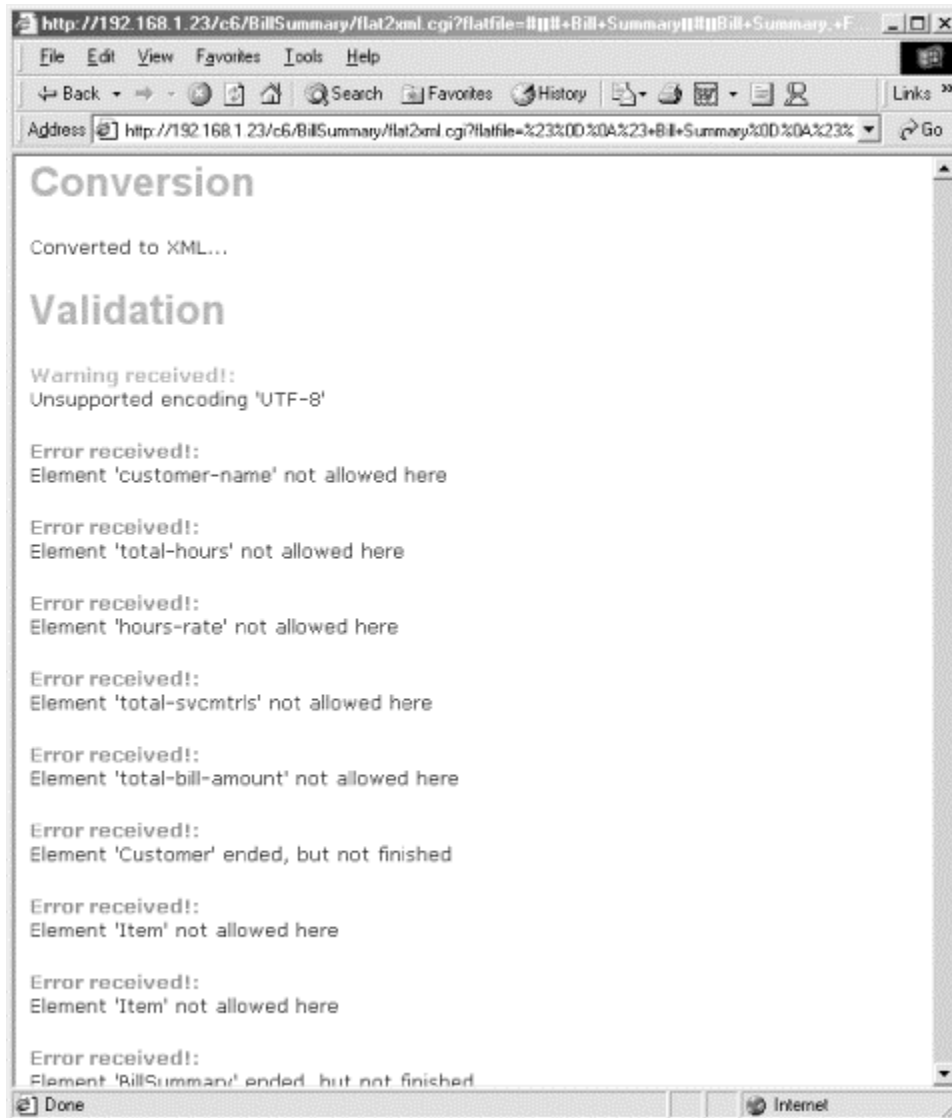 http://192.168.1.23/c6/BillSummary/flat2xml.cgi?flatfile=#▯▯#+Bill+Summary▯▯#▯▯Bill+Summary,+F
File Edit View Favorites Tools Help
Back Search Favorites History Links »
Address http://192.168.1.23/c6/BillSummary/flat2xml.cgi?flatfile=%23%0D%0A%23+Bill+Summary%0D%0A%23% Go
Conversion
Converted to XML...
Validation
Warning received!:
Unsupported encoding 'UTF-8'
Error received!:
Element 'customer-name' not allowed here
Error received!:
Element 'total-hours' not allowed here
Error received!:
Element 'hours-rate' not allowed here
Error received!:
Element 'total-svcmtrls' not allowed here
Error received!:
Element 'total-bill-amount' not allowed here
Error received!:
Element 'Customer' ended, but not finished
Error received!:
Element 'Item' not allowed here
Error received!:
Element 'Item' not allowed here
Error received!:
Element 'BillSummary' ended, but not finished
Done Internet